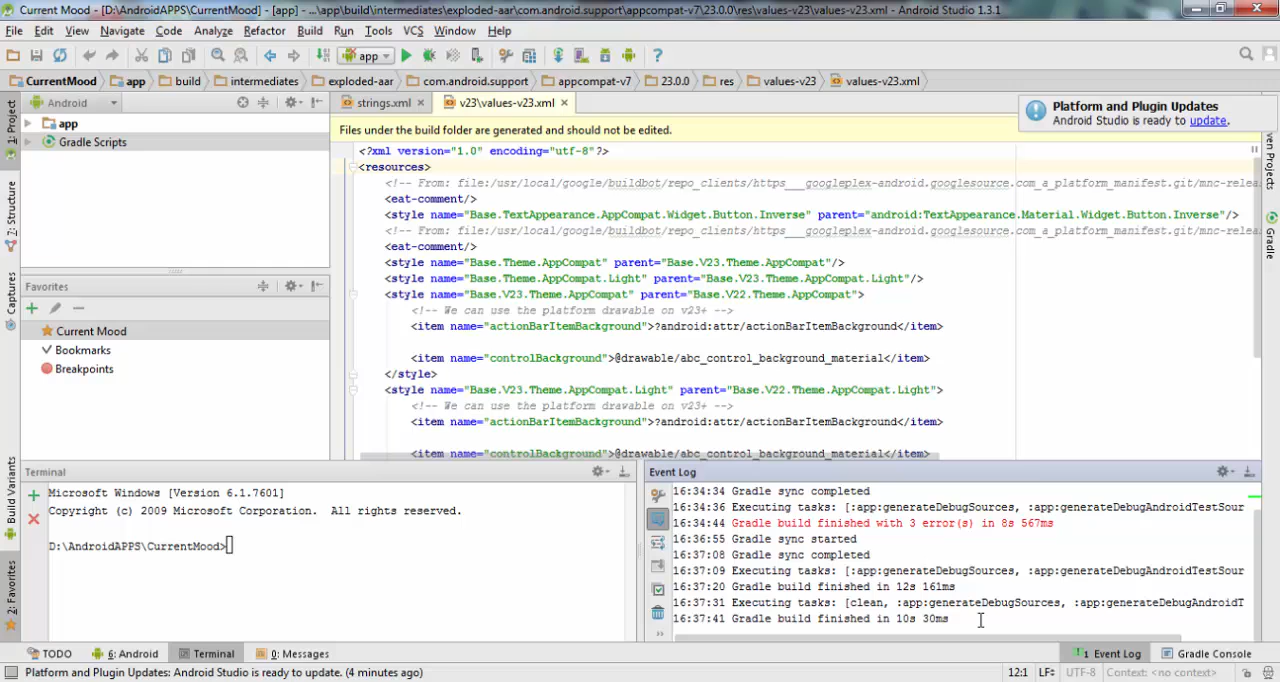 Current Mood - [D:\AndroidAPPS\CurrentMood] - [app] - ...\app\build\intermediates\exploded-aar\com.android.support\appcompat-v7\23.0.0\res\values-v23\values-v23.xml - Android Studio 1.3.1
File Edit View Navigate Code Analyze Refactor Build Run Tools VCS Window Help
app
CurrentMood app build intermediates exploded-aar com.android.support appcompat-v7 23.0.0 res values-v23 values-v23.xml
1: Project
7: Structure
Captures
Build Variants
2: Favorites
Android
app
Gradle Scripts
Favorites
Current Mood
Bookmarks
Breakpoints
strings.xml v23\values-v23.xml
Files under the build folder are generated and should not be edited.
Platform and Plugin Updates
Android Studio is ready to update.
<?xml version="1.0" encoding="utf-8"?>
<resources>
<!-- From: file:/usr/local/google/buildbot/repo_clients/https___googleplex-android.googlesource.com_a_platform_manifest.git/mnc-relea
<eat-comment/>
<style name="Base.TextAppearance.AppCompat.Widget.Button.Inverse" parent="android:TextAppearance.Material.Widget.Button.Inverse"/>
<!-- From: file:/usr/local/google/buildbot/repo_clients/https___googleplex-android.googlesource.com_a_platform_manifest.git/mnc-relea
<eat-comment/>
<style name="Base.Theme.AppCompat" parent="Base.V23.Theme.AppCompat"/>
<style name="Base.Theme.AppCompat.Light" parent="Base.V23.Theme.AppCompat.Light"/>
<style name="Base.V23.Theme.AppCompat" parent="Base.V22.Theme.AppCompat">
<!-- We can use the platform drawable on v23+ -->
<item name="actionBarItemBackground">?android:attr/actionBarItemBackground</item>
<item name="controlBackground">@drawable/abc_control_background_material</item>
</style>
<style name="Base.V23.Theme.AppCompat.Light" parent="Base.V22.Theme.AppCompat.Light">
<!-- We can use the platform drawable on v23+ -->
<item name="actionBarItemBackground">?android:attr/actionBarItemBackground</item>
<item name="controlBackground">@drawable/abc_control_background_material</item>
ven Projects
Gradle
Terminal
Microsoft Windows [Version 6.1.7601]
Copyright (c) 2009 Microsoft Corporation. All rights reserved.
D:\AndroidAPPS\CurrentMood>
Event Log
16:34:34 Gradle sync completed
16:34:36 Executing tasks: [:app:generateDebugSources, :app:generateDebugAndroidTestSour
16:34:44 Gradle build finished with 3 error(s) in 8s 567ms
16:36:55 Gradle sync started
16:37:08 Gradle sync completed
16:37:09 Executing tasks: [:app:generateDebugSources, :app:generateDebugAndroidTestSour
16:37:20 Gradle build finished in 12s 161ms
16:37:31 Executing tasks: [clean, :app:generateDebugSources, :app:generateDebugAndroidT
16:37:41 Gradle build finished in 10s 30ms
TODO 6: Android Terminal 0: Messages 1 Event Log Gradle Console
Platform and Plugin Updates: Android Studio is ready to update. (4 minutes ago) 12:1 LF÷ UTF-8 Context: <no context>